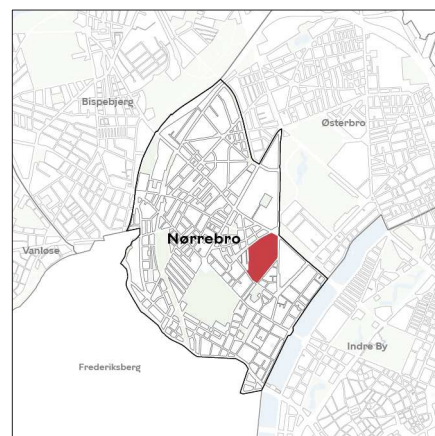 Bispebjerg
Østerbro
Nørrebro
Vanløse
Indre By
Frederiksberg